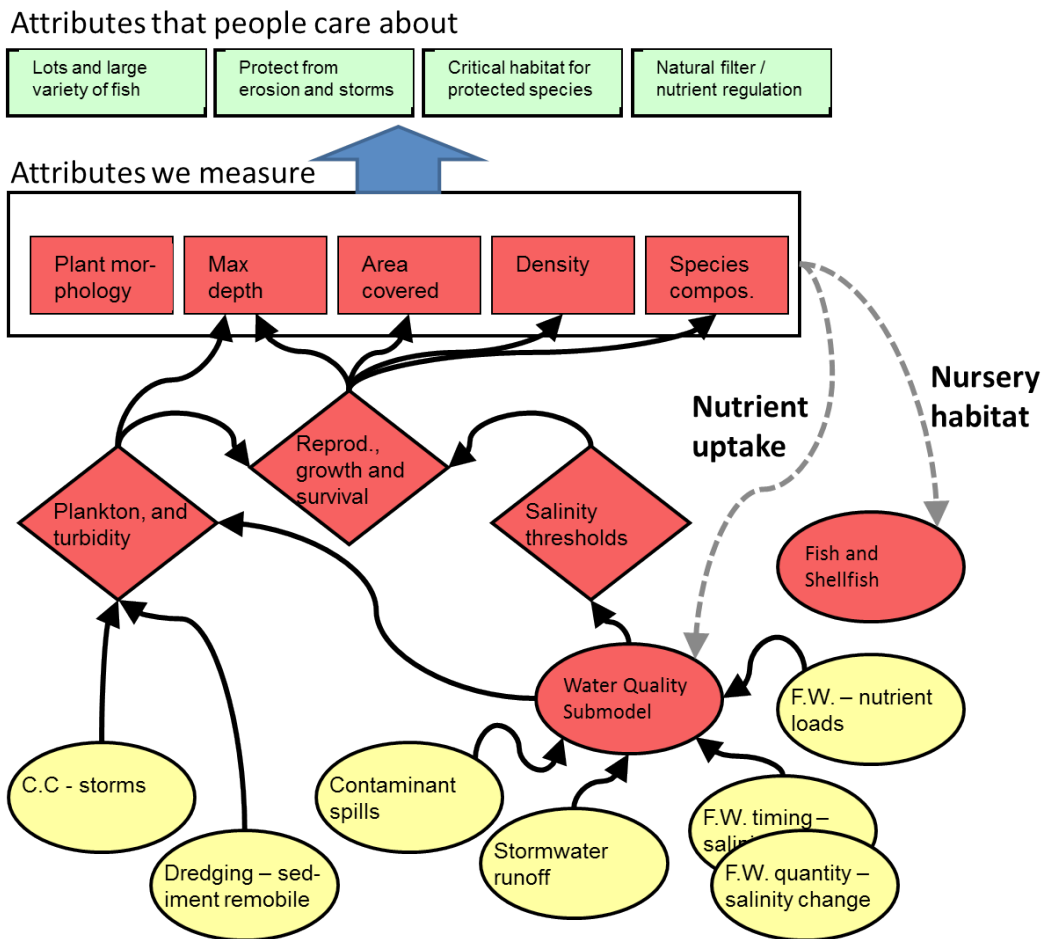 Attributes that people care about
Lots and large
variety of fish
Protect from
erosion and storms
Critical habitat for
protected species
Natural filter /
nutrient regulation
Attributes we measure
Plant mor-
phology
Max
depth
Area
covered
Density
Species
compos.
Nutrient
uptake
Nursery
habitat
Reprod.,
growth and
survival
Plankton, and
turbidity
Salinity
thresholds
Fish and
Shellfish
Water Quality
Submodel
F.W. – nutrient
loads
C.C - storms
Contaminant
spills
F.W. timing –
Dredging – sed-
iment remobile
Stormwater
runoff
F.W. quantity –
salinity change